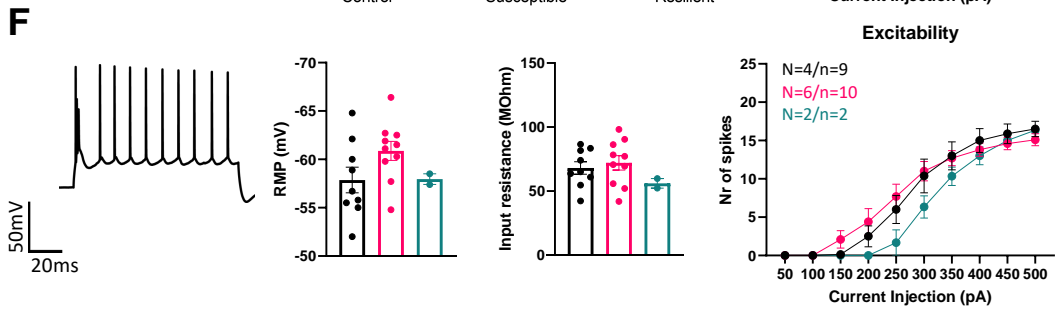 Control
Susceptible
Resilient
Current Injection (pA)
F
50mV
20ms
RMP (mV)
-70
-65
-60
-55
-50
Input resistance (MOhm)
150
100
50
0
Excitability
N=4/n=9
N=6/n=10
N=2/n=2
Nr of spikes
25
20
15
10
5
0
50 100 150 200 250 300 350 400 450 500
Current Injection (pA)